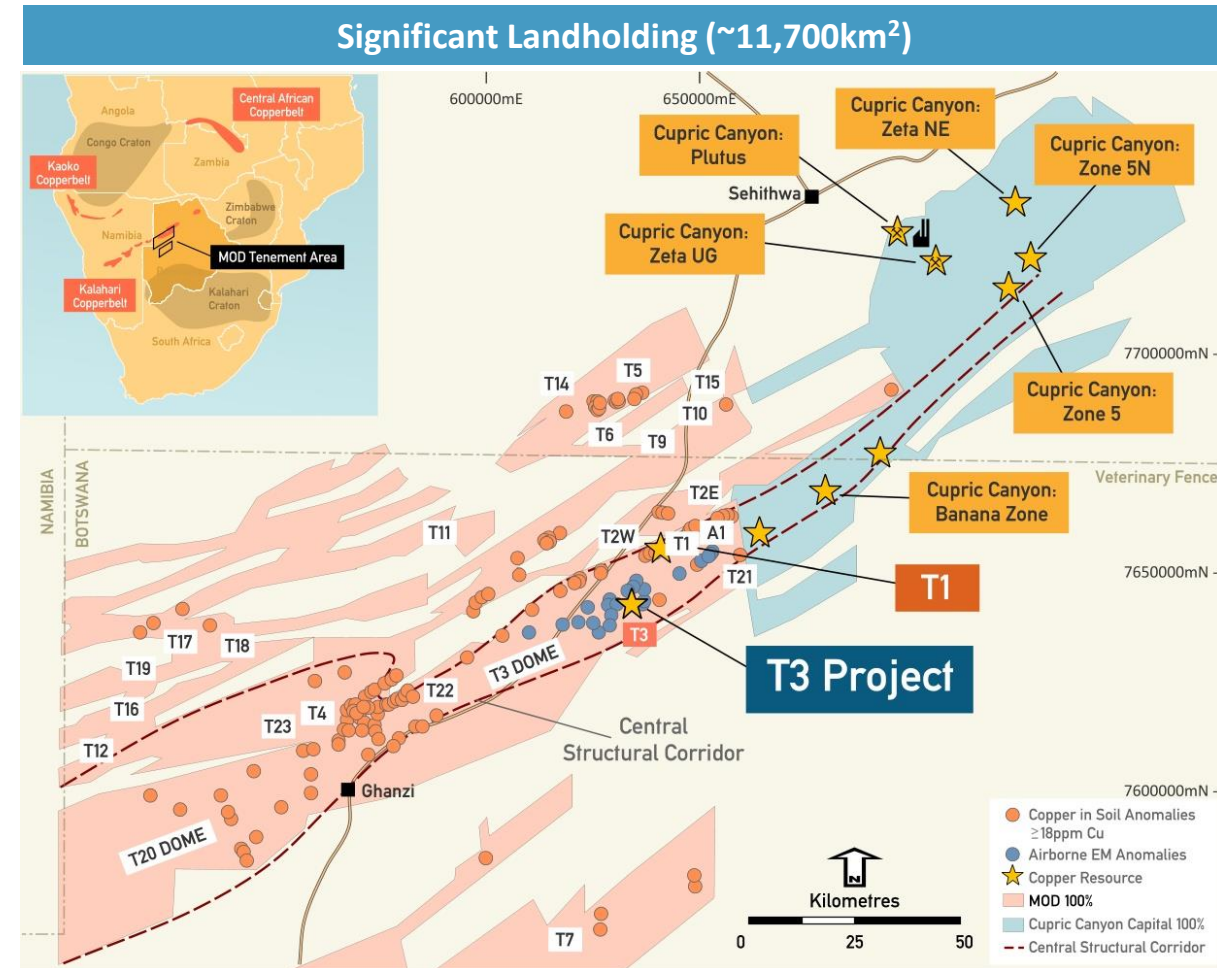 Significant Landholding (~11,700km²)
600000mE
650000mE
Angola
Congo Craton
Central African
Copperbelt
Zambia
Kaoko
Copperbelt
Zimbabwe
Craton
Namibia
MOD Tenement Area
Kalahari
Copperbelt
Kalahari
Craton
South Africa
Cupric Canyon:
Plutus
Cupric Canyon:
Zeta NE
Cupric Canyon:
Zone 5N
Sehithwa
Cupric Canyon:
Zeta UG
7700000mN
Cupric Canyon:
Zone 5
T14
T5
T15
T6
T10
T9
NAMIBIA
BOTSWANA
Veterinary Fence
T2E
Cupric Canyon:
Banana Zone
T11
T2W
T1
A1
T21
7650000mN
T1
T3
T17
T18
T19
T16
T12
T3 DOME
T3 Project
T22
T4
T23
Central
Structural Corridor
Ghanzi
7600000mN
T20 DOME
T7
N
Kilometres
0
25
50
Copper in Soil Anomalies
≥18ppm Cu
Airborne EM Anomalies
Copper Resource
MOD 100%
Cupric Canyon Capital 100%
Central Structural Corridor